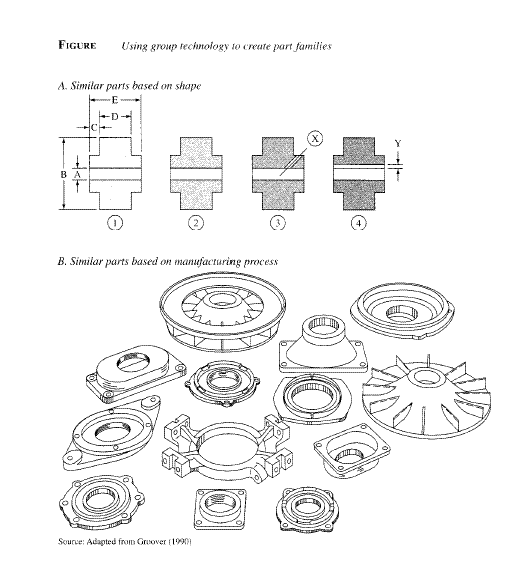 FIGURE Using group technology to create part families
A. Similar parts based on shape
E
D
C
B A
X
Y
1 2 3 4
B. Similar parts based on manufacturing process
Source: Adapted from Groover (1990)